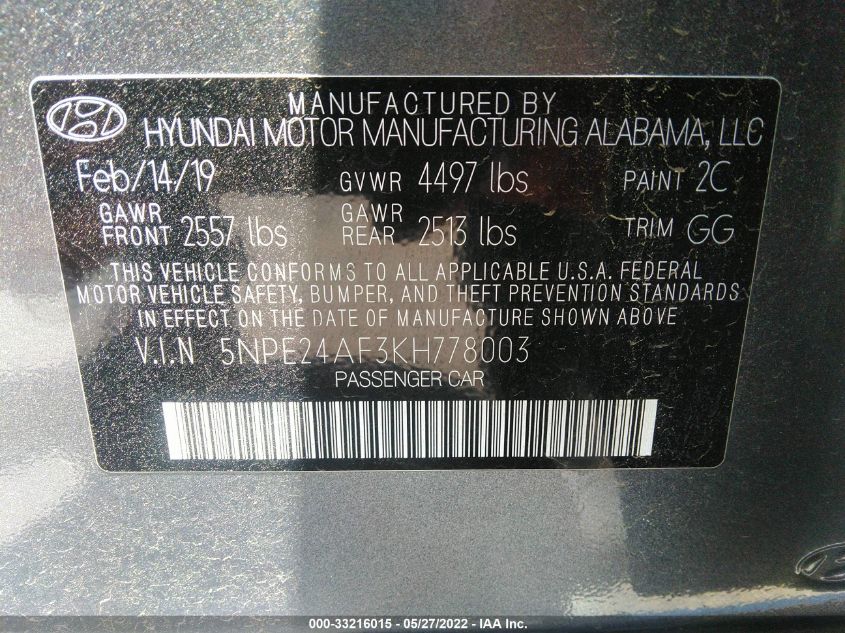 MANUFACTURED BY
HYUNDAI MOTOR MANUFACTURING ALABAMA, LLC
Feb/14/19 GVWR 4497 lbs PAINT 2C
GAWR FRONT 2557 lbs GAWR REAR 2513 lbs TRIM GG
THIS VEHICLE CONFORMS TO ALL APPLICABLE U.S.A. FEDERAL
MOTOR VEHICLE SAFETY, BUMPER, AND THEFT PREVENTION STANDARDS
IN EFFECT ON THE DATE OF MANUFACTURE SHOWN ABOVE.
V.I.N 5NPE24AF3KH778003
PASSENGER CAR
000-33216015 - 05/27/2022 - IAA Inc.